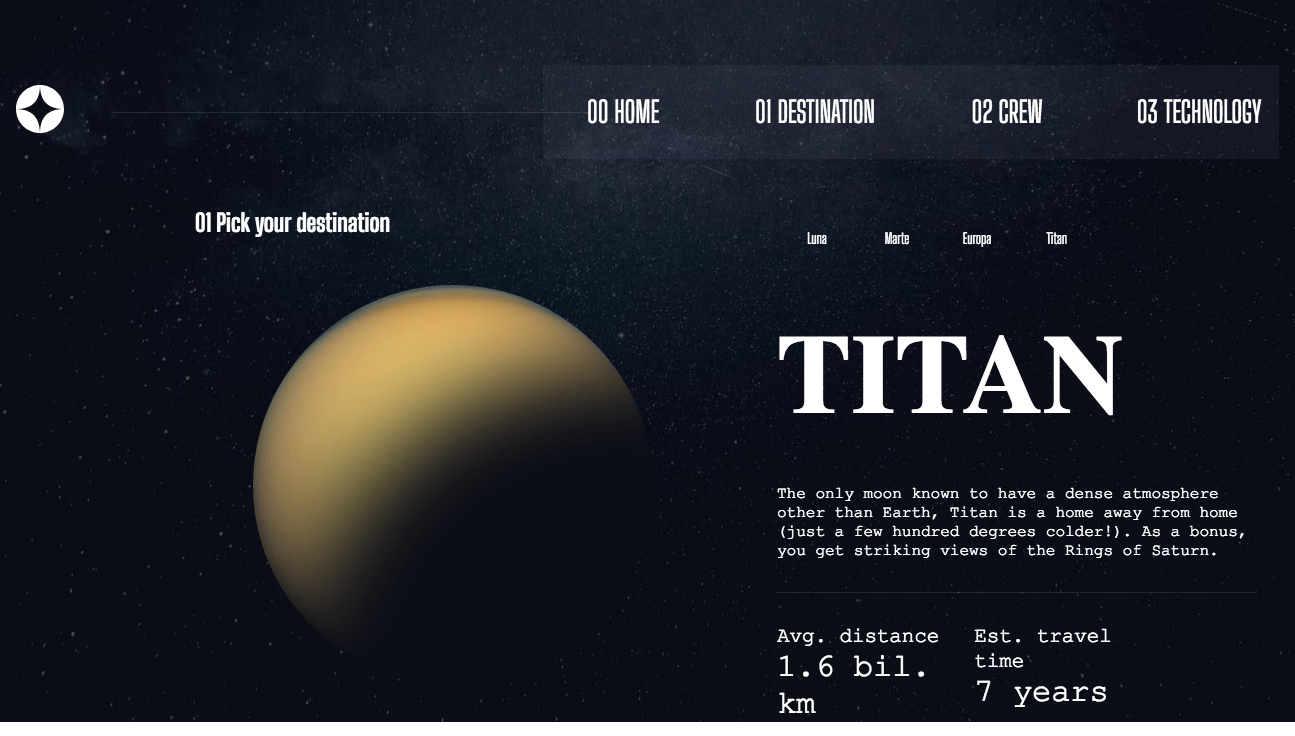 00 HOME
01 DESTINATION
02 CREW
03 TECHNOLOGY
01 Pick your destination
Luna
Marte
Europa
Titan
TITAN
The only moon known to have a dense atmosphere
other than Earth, Titan is a home away from home
(just a few hundred degrees colder!). As a bonus,
you get striking views of the Rings of Saturn.
Avg. distance
1.6 bil.
km
Est. travel
time
7 years